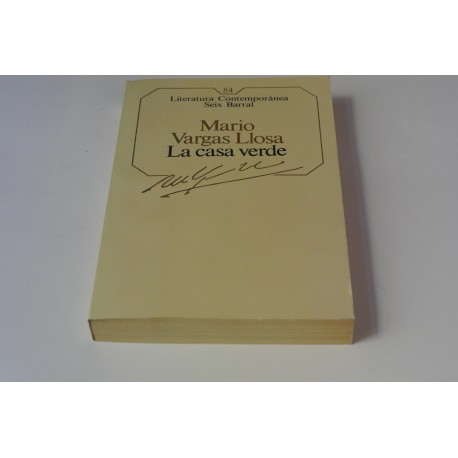 84
Literatura Contemporánea
Seix Barral
Mario
Vargas Llosa
La casa verde